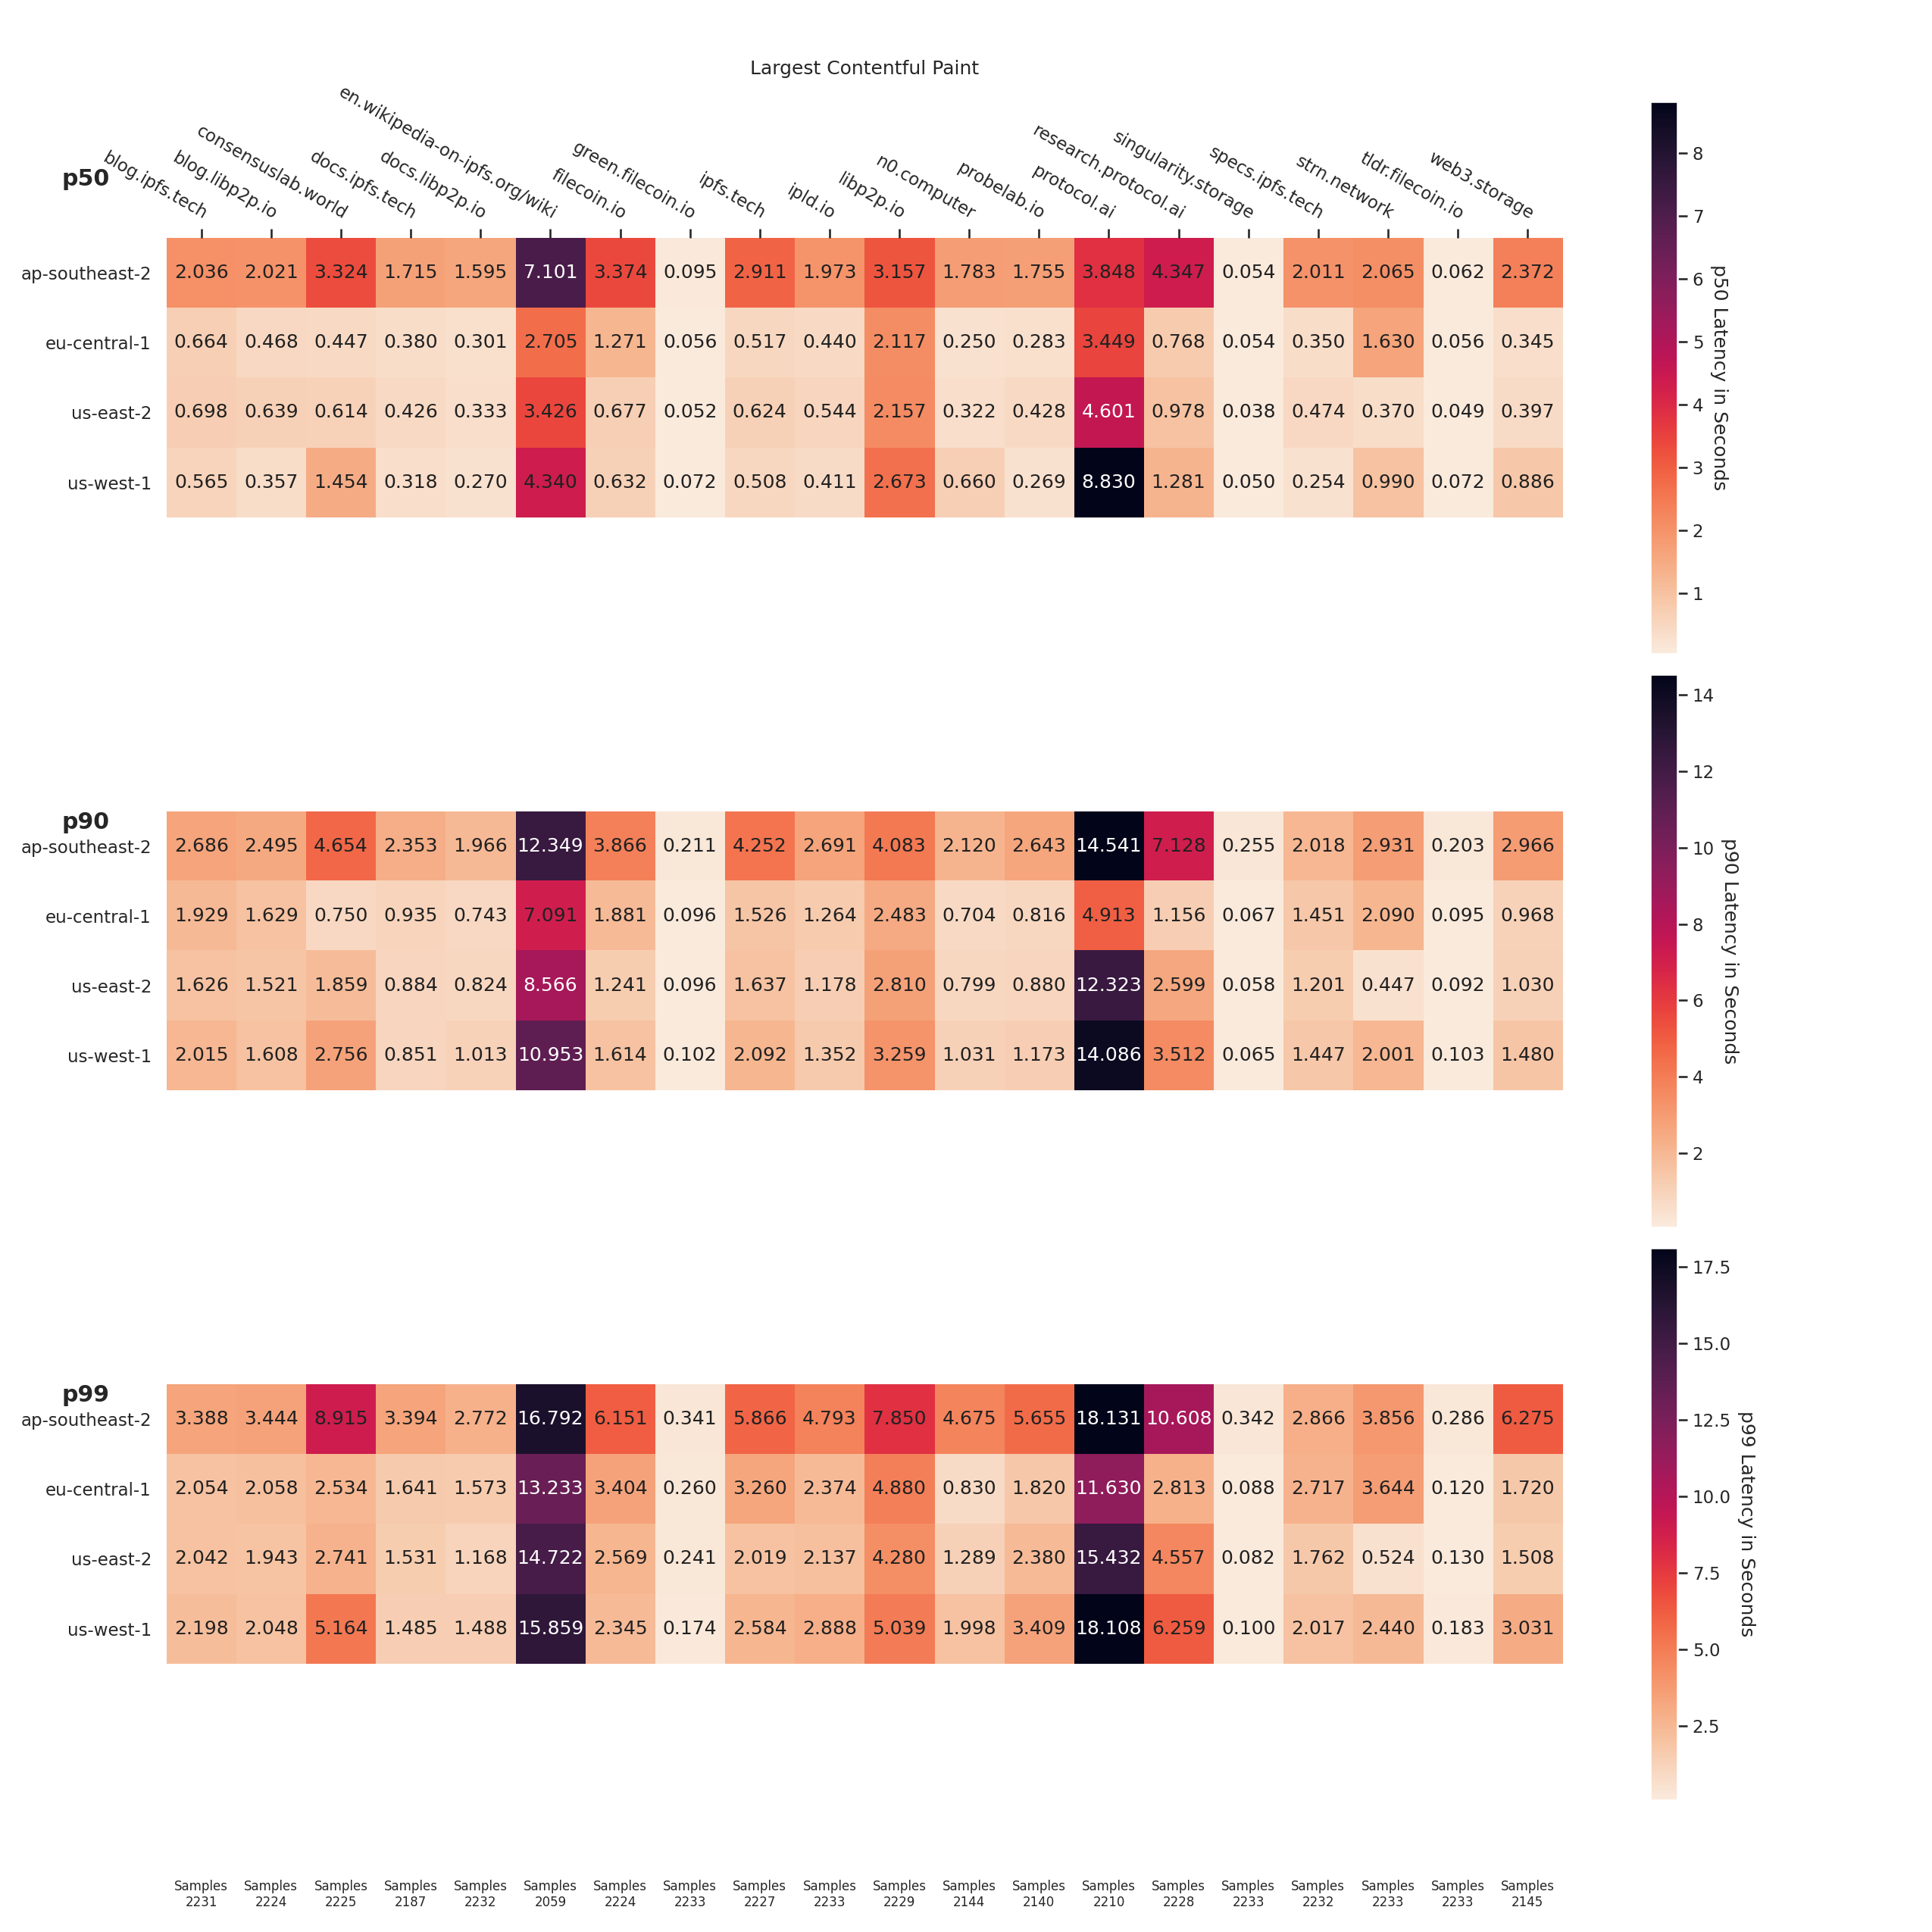 Largest Contentful Paint
p50
blog.ipfs.tech
blog.libp2p.io
consensuslab.world
docs.ipfs.tech
docs.libp2p.io
en.wikipedia-on-ipfs.org/wiki
filecoin.io
green.filecoin.io
ipfs.tech
ipld.io
libp2p.io
n0.computer
probelab.io
protocol.ai
research.protocol.ai
singularity.storage
specs.ipfs.tech
strn.network
tldr.filecoin.io
web3.storage
ap-southeast-2 2.036 2.021 3.324 1.715 1.595 7.101 3.374 0.095 2.911 1.973 3.157 1.783 1.755 3.848 4.347 0.054 2.011 2.065 0.062 2.372
eu-central-1 0.664 0.468 0.447 0.380 0.301 2.705 1.271 0.056 0.517 0.440 2.117 0.250 0.283 3.449 0.768 0.054 0.350 1.630 0.056 0.345
us-east-2 0.698 0.639 0.614 0.426 0.333 3.426 0.677 0.052 0.624 0.544 2.157 0.322 0.428 4.601 0.978 0.038 0.474 0.370 0.049 0.397
us-west-1 0.565 0.357 1.454 0.318 0.270 4.340 0.632 0.072 0.508 0.411 2.673 0.660 0.269 8.830 1.281 0.050 0.254 0.990 0.072 0.886
8
7
6
5
4
3
2
1
p50 Latency in Seconds
p90
ap-southeast-2 2.686 2.495 4.654 2.353 1.966 12.349 3.866 0.211 4.252 2.691 4.083 2.120 2.643 14.541 7.128 0.255 2.018 2.931 0.203 2.966
eu-central-1 1.929 1.629 0.750 0.935 0.743 7.091 1.881 0.096 1.526 1.264 2.483 0.704 0.816 4.913 1.156 0.067 1.451 2.090 0.095 0.968
us-east-2 1.626 1.521 1.859 0.884 0.824 8.566 1.241 0.096 1.637 1.178 2.810 0.799 0.880 12.323 2.599 0.058 1.201 0.447 0.092 1.030
us-west-1 2.015 1.608 2.756 0.851 1.013 10.953 1.614 0.102 2.092 1.352 3.259 1.031 1.173 14.086 3.512 0.065 1.447 2.001 0.103 1.480
14
12
10
8
6
4
2
p90 Latency in Seconds
p99
ap-southeast-2 3.388 3.444 8.915 3.394 2.772 16.792 6.151 0.341 5.866 4.793 7.850 4.675 5.655 18.131 10.608 0.342 2.866 3.856 0.286 6.275
eu-central-1 2.054 2.058 2.534 1.641 1.573 13.233 3.404 0.260 3.260 2.374 4.880 0.830 1.820 11.630 2.813 0.088 2.717 3.644 0.120 1.720
us-east-2 2.042 1.943 2.741 1.531 1.168 14.722 2.569 0.241 2.019 2.137 4.280 1.289 2.380 15.432 4.557 0.082 1.762 0.524 0.130 1.508
us-west-1 2.198 2.048 5.164 1.485 1.488 15.859 2.345 0.174 2.584 2.888 5.039 1.998 3.409 18.108 6.259 0.100 2.017 2.440 0.183 3.031
17.5
15.0
12.5
10.0
7.5
5.0
2.5
p99 Latency in Seconds
Samples Samples Samples Samples Samples Samples Samples Samples Samples Samples Samples Samples Samples Samples Samples Samples Samples Samples Samples Samples
2231 2224 2225 2187 2232 2059 2224 2233 2227 2233 2229 2144 2140 2210 2228 2233 2232 2233 2233 2145